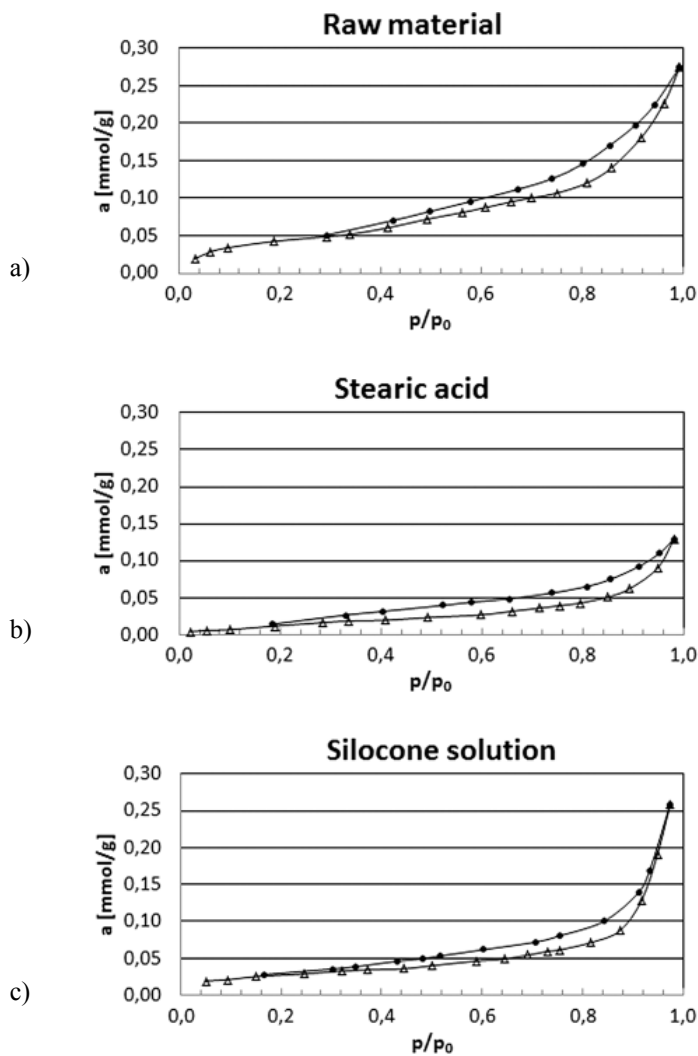 Raw material
a [mmol/g]
0,30
0,25
0,20
0,15
0,10
0,05
0,00
0,0 0,2 0,4 0,6 0,8 1,0
p/p0
a)
Stearic acid
a [mmol/g]
0,30
0,25
0,20
0,15
0,10
0,05
0,00
0,0 0,2 0,4 0,6 0,8 1,0
p/p0
b)
Silocone solution
a [mmol/g]
0,30
0,25
0,20
0,15
0,10
0,05
0,00
0,0 0,2 0,4 0,6 0,8 1,0
p/p0
c)